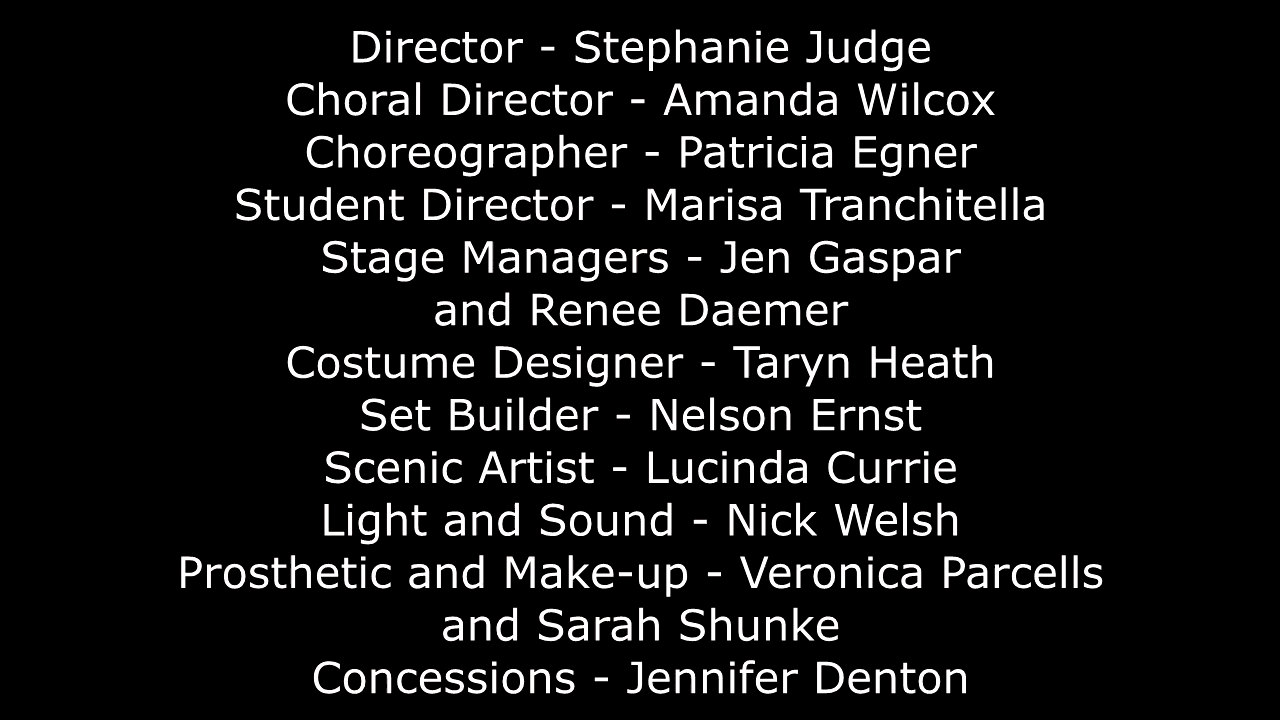 Director - Stephanie Judge
Choral Director - Amanda Wilcox
Choreographer - Patricia Egner
Student Director - Marisa Tranchitella
Stage Managers - Jen Gaspar
and Renee Daemer
Costume Designer - Taryn Heath
Set Builder - Nelson Ernst
Scenic Artist - Lucinda Currie
Light and Sound - Nick Welsh
Prosthetic and Make-up - Veronica Parcells
and Sarah Shunke
Concessions - Jennifer Denton